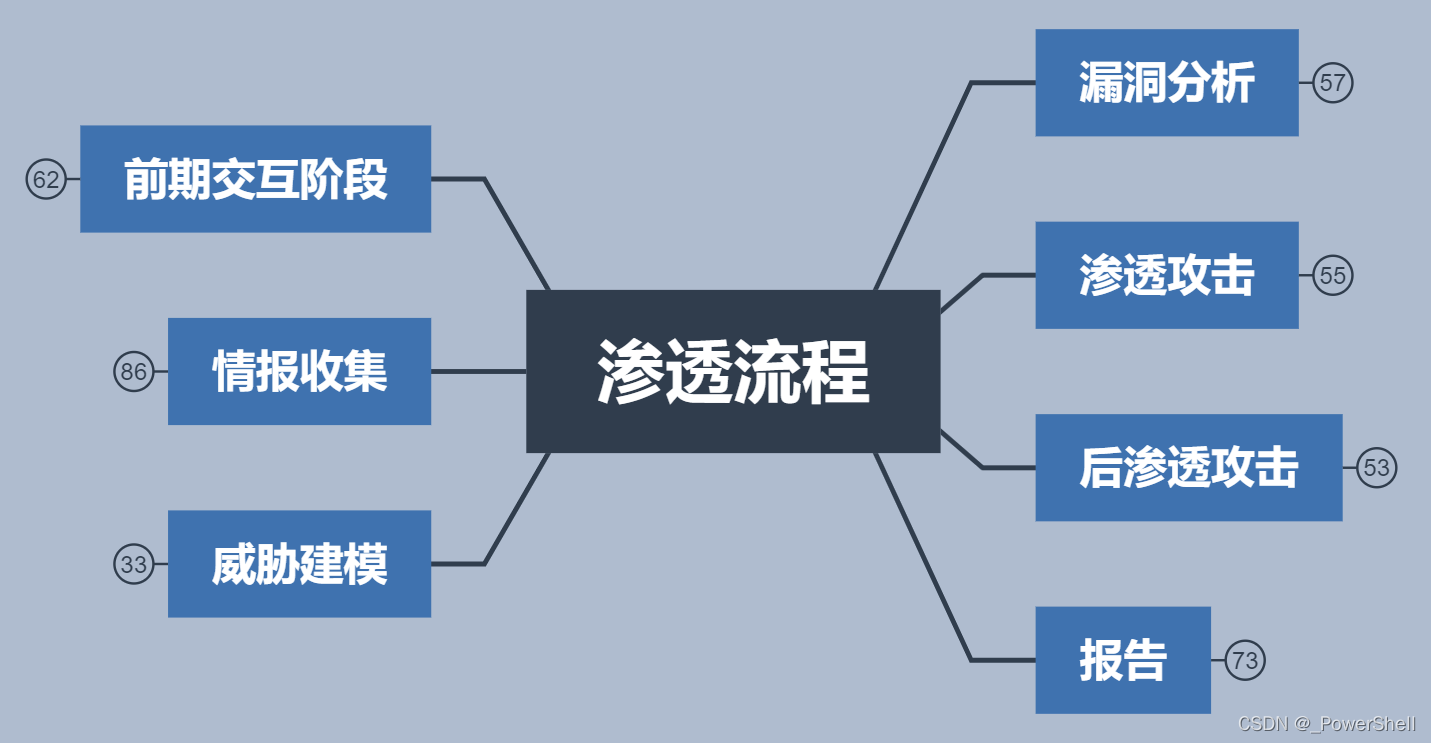 渗透流程
前期交互阶段
62
情报收集
86
威胁建模
33
漏洞分析
57
渗透攻击
55
后渗透攻击
53
报告
73
CSDN @_PowerShell